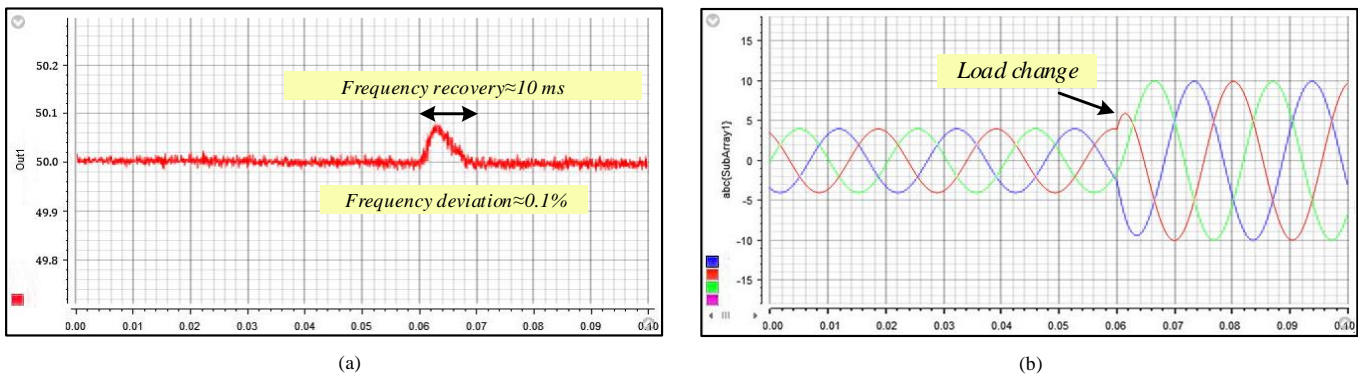 50.2
Frequency recovery≈10 ms
50.1
Out1
50.0
Frequency deviation≈0.1%
49.9
49.8
0.00 0.01 0.02 0.03 0.04 0.05 0.06 0.07 0.08 0.09 0.10
(a)
15
Load change
10
5
abc{SubArray1}
0
-5
-10
-15
0.00 0.01 0.02 0.03 0.04 0.05 0.06 0.07 0.08 0.09 0.10
(b)